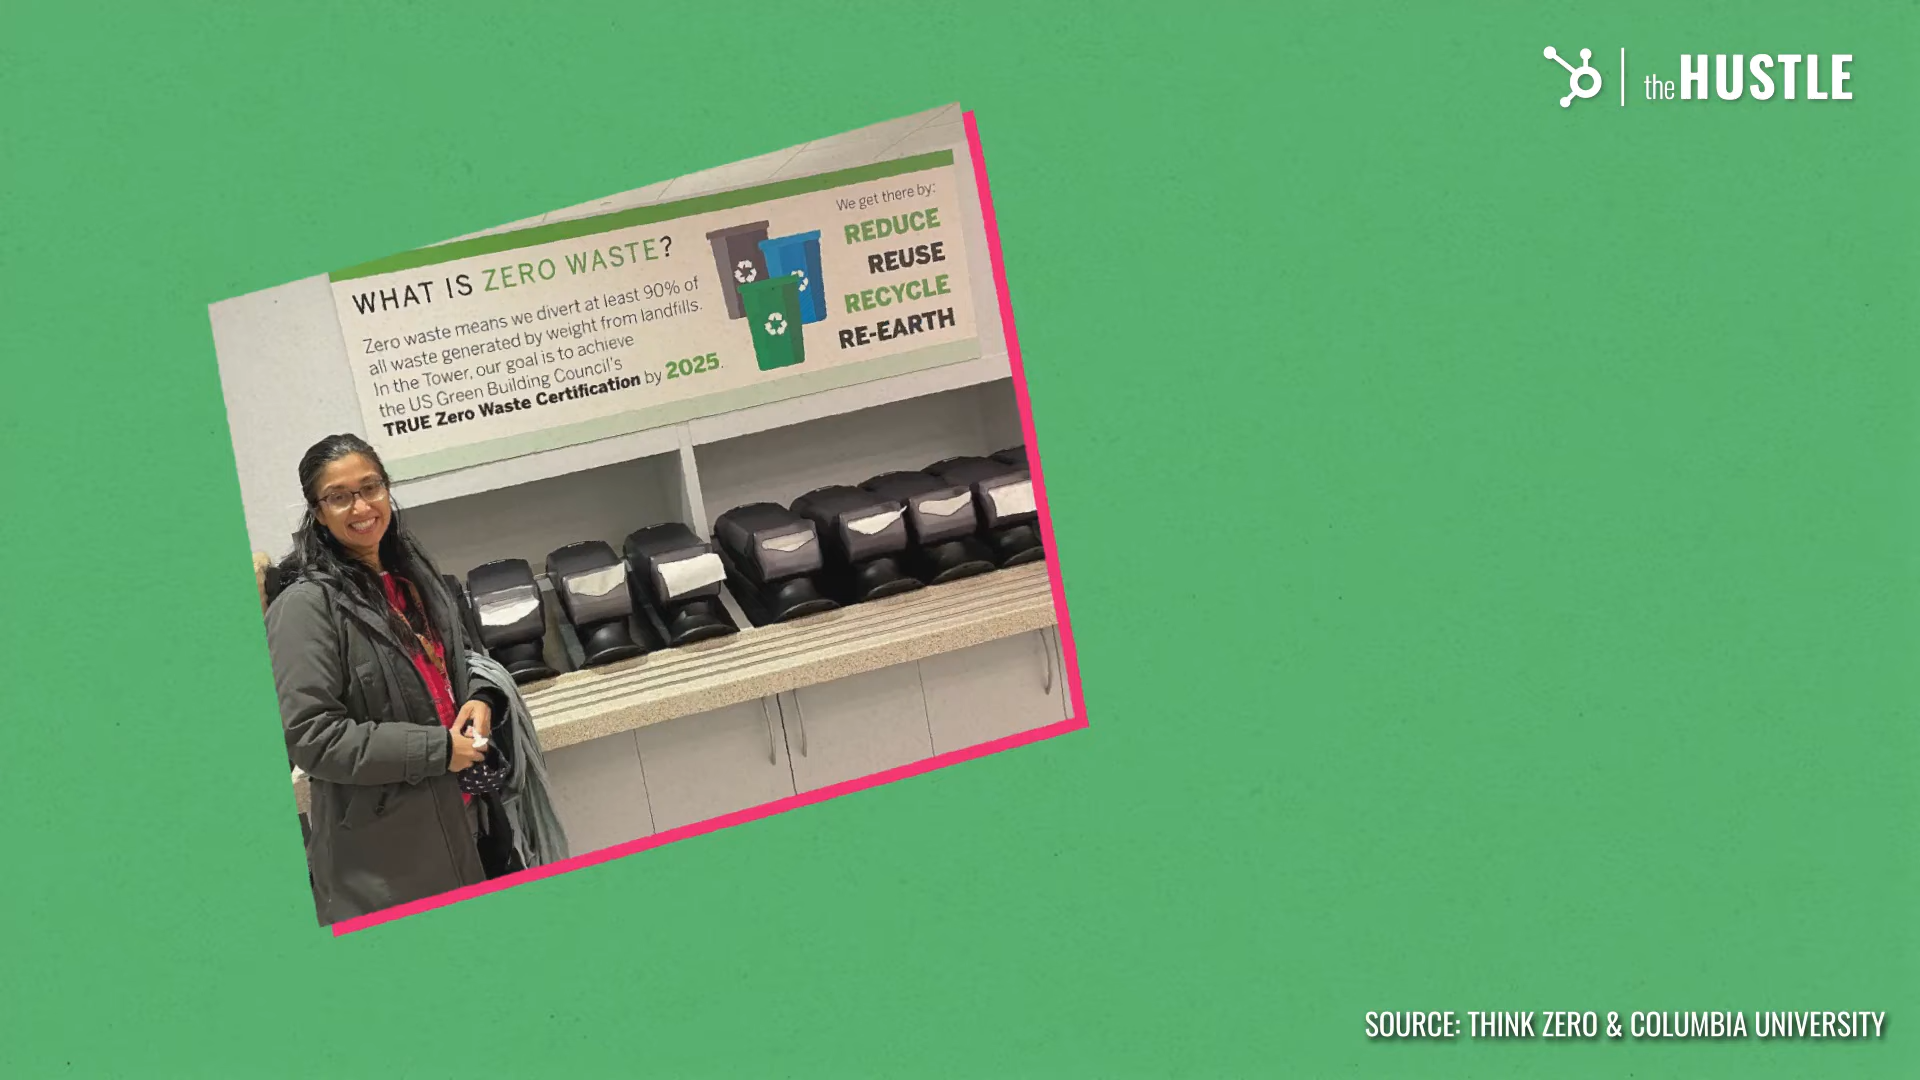 the HUSTLE
WHAT IS ZERO WASTE?
Zero waste means we divert at least 90% of
all waste generated by weight from landfills.
In the Tower, our goal is to achieve
the US Green Building Council's
TRUE Zero Waste Certification by 2025.
We get there by:
REDUCE
REUSE
RECYCLE
RE-EARTH
SOURCE: THINK ZERO & COLUMBIA UNIVERSITY